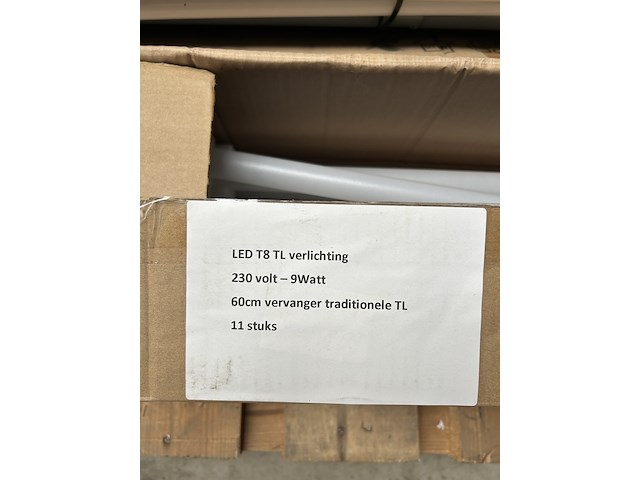 LED T8 TL verlichting
230 volt – 9Watt
60cm vervanger traditionele TL
11 stuks